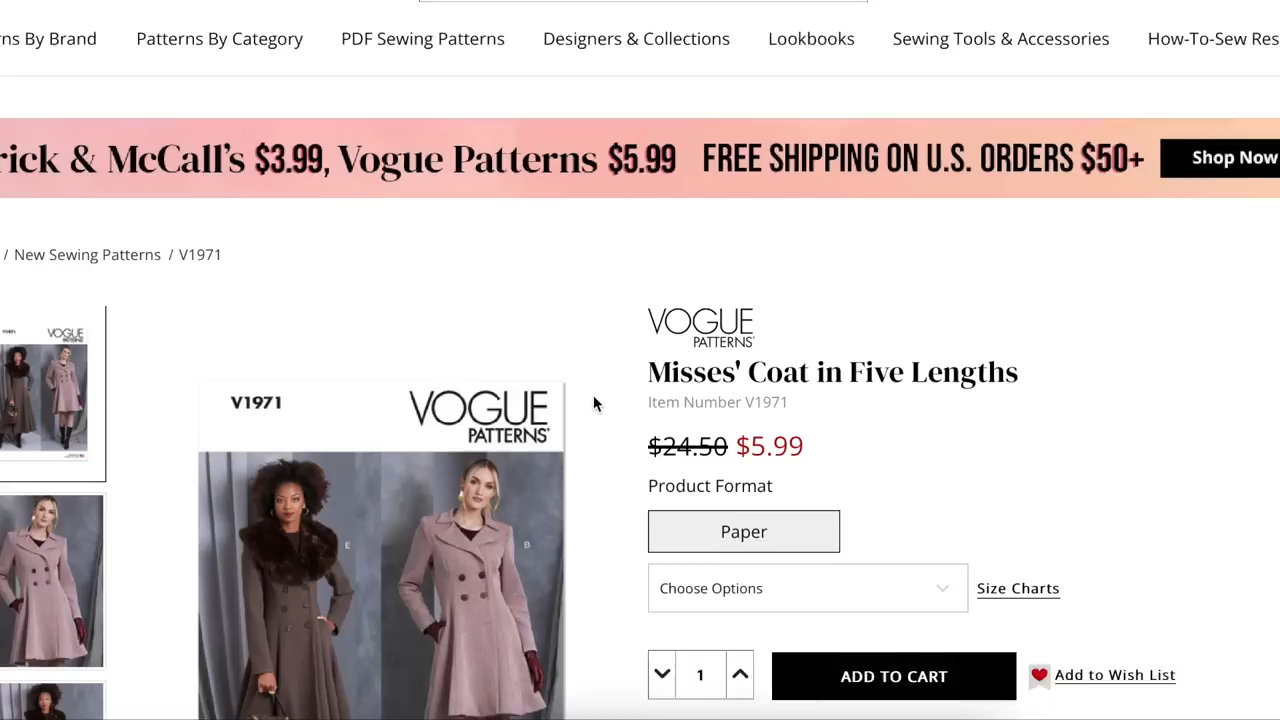 rns By Brand Patterns By Category PDF Sewing Patterns Designers & Collections Lookbooks Sewing Tools & Accessories How-To-Sew Res
rick & McCall's $3.99, Vogue Patterns $5.99 FREE SHIPPING ON U.S. ORDERS $50+ Shop Now
/ New Sewing Patterns / V1971
VOGUE
PATTERNS
Misses' Coat in Five Lengths
Item Number V1971
$24.50 $5.99
Product Format
Paper
Choose Options Size Charts
1 ADD TO CART Add to Wish List
V1971 VOGUE
PATTERNS
E B
V1971 VOGUE
PATTERNS